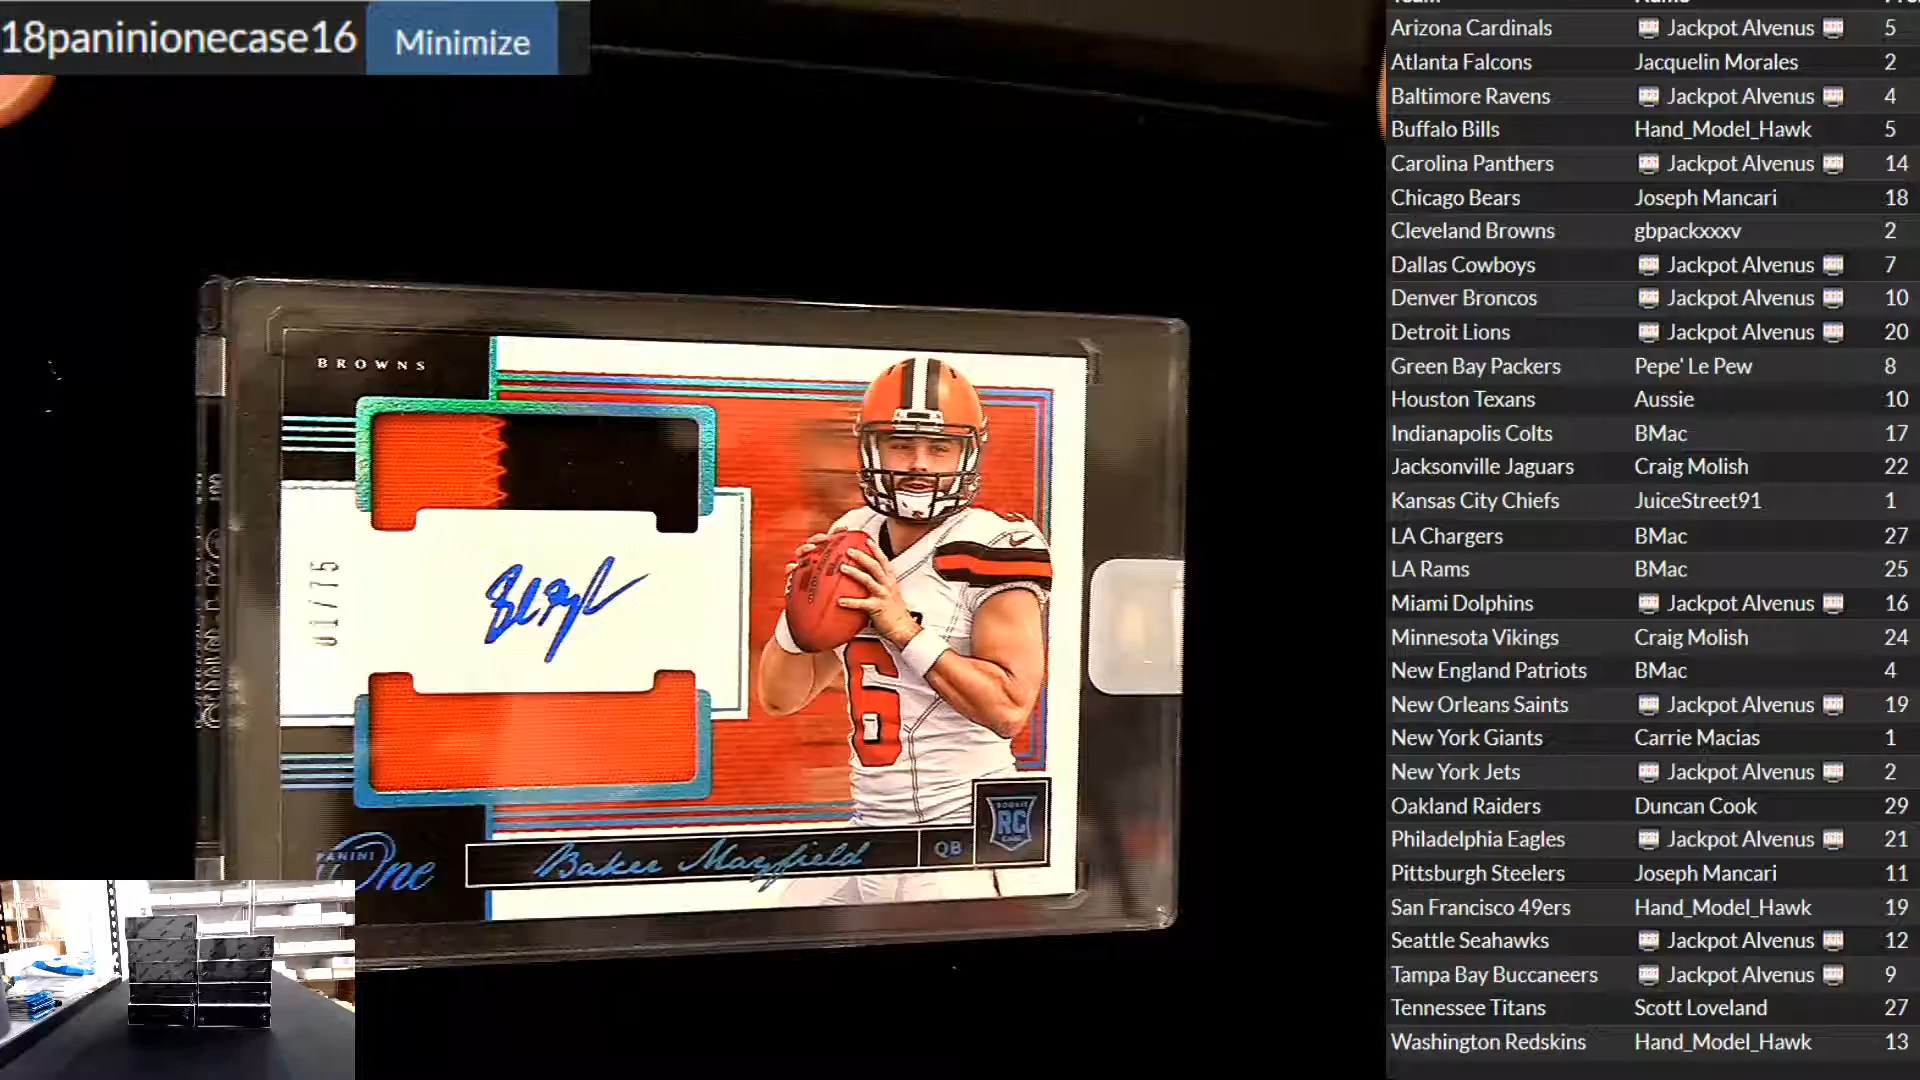 18paninionecase16
Minimize
Arizona Cardinals Jackpot Alvenus 5
Atlanta Falcons Jacquelin Morales 2
Baltimore Ravens Jackpot Alvenus 4
Buffalo Bills Hand_Model_Hawk 5
Carolina Panthers Jackpot Alvenus 14
Chicago Bears Joseph Mancari 18
Cleveland Browns gbpackxxxv 2
Dallas Cowboys Jackpot Alvenus 7
Denver Broncos Jackpot Alvenus 10
Detroit Lions Jackpot Alvenus 20
Green Bay Packers Pepe' Le Pew 8
Houston Texans Aussie 10
Indianapolis Colts BMac 17
Jacksonville Jaguars Craig Molish 22
Kansas City Chiefs JuiceStreet91 1
LA Chargers BMac 27
LA Rams BMac 25
Miami Dolphins Jackpot Alvenus 16
Minnesota Vikings Craig Molish 24
New England Patriots BMac 4
New Orleans Saints Jackpot Alvenus 19
New York Giants Carrie Macias 1
New York Jets Jackpot Alvenus 2
Oakland Raiders Duncan Cook 29
Philadelphia Eagles Jackpot Alvenus 21
Pittsburgh Steelers Joseph Mancari 11
San Francisco 49ers Hand_Model_Hawk 19
Seattle Seahawks Jackpot Alvenus 12
Tampa Bay Buccaneers Jackpot Alvenus 9
Tennessee Titans Scott Loveland 27
Washington Redskins Hand_Model_Hawk 13
BROWNS
01/75
6
PANINI
One
Baker Mayfield
QB
ROOKIE
RC
CARD